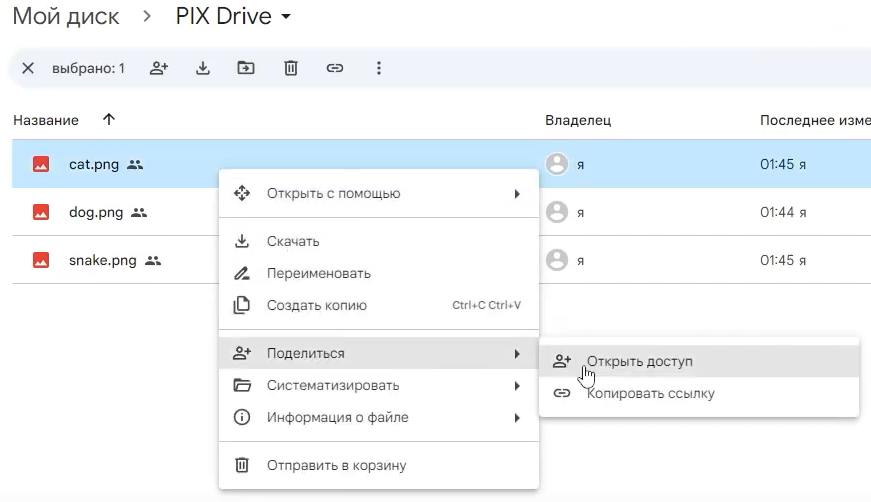 Мой диск > PIX Drive
выбрано: 1
Название Владелец Последнее изме
cat.png я 01:45 я
Открыть с помощью
dog.png я 01:44 я
Скачать
snake.png я 01:45 я
Переименовать
Создать копию Ctrl+C Ctrl+V
Поделиться
Открыть доступ
Систематизировать
Копировать ссылку
Информация о файле
Отправить в корзину